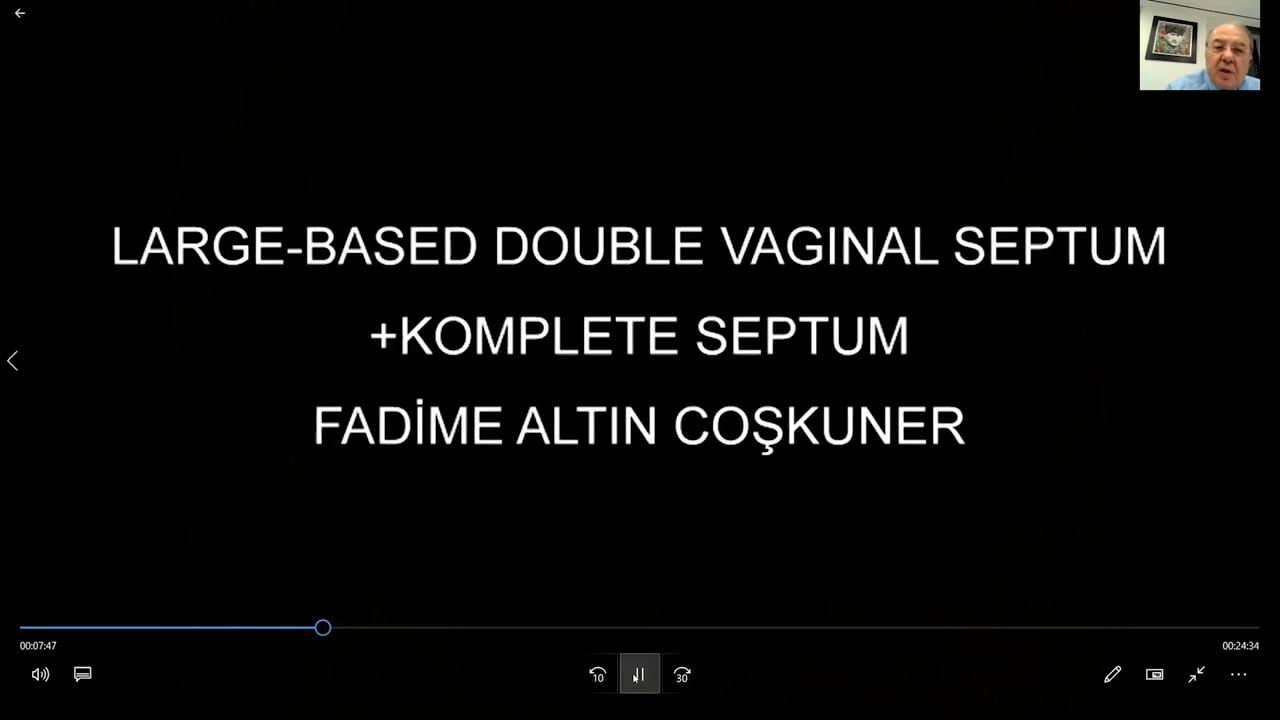 LARGE-BASED DOUBLE VAGINAL SEPTUM
+KOMPLETE SEPTUM
FADİME ALTIN COŞKUNER
00:07:47
00:24:34
10
30